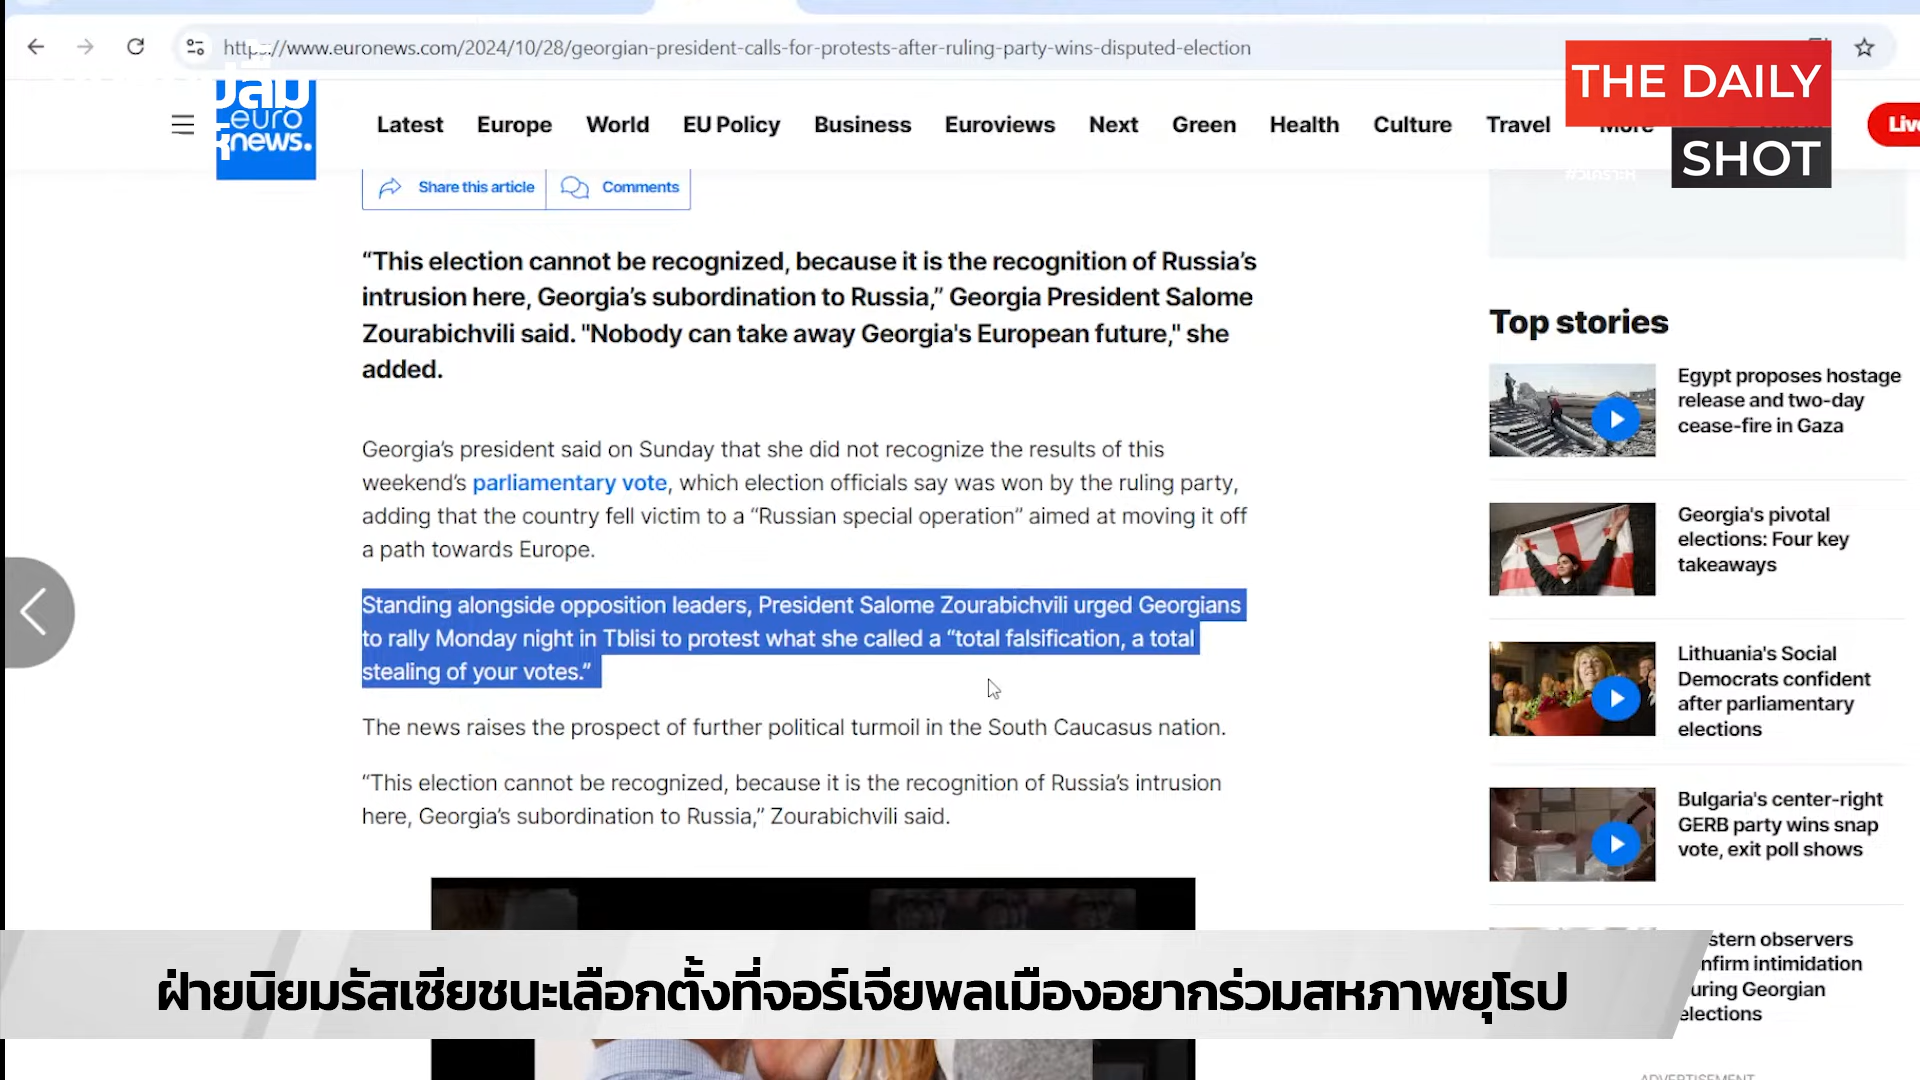 https://www.euronews.com/2024/10/28/georgian-president-calls-for-protests-after-ruling-party-wins-disputed-election
THE DAILY
SHOT
euro
news.
Latest Europe World EU Policy Business Euroviews Next Green Health Culture Travel More
Live
#วิเคราะห์
Share this article Comments
“This election cannot be recognized, because it is the recognition of Russia’s
intrusion here, Georgia’s subordination to Russia,” Georgia President Salome
Zourabichvili said. "Nobody can take away Georgia's European future," she
added.
Georgia’s president said on Sunday that she did not recognize the results of this
weekend’s parliamentary vote, which election officials say was won by the ruling party,
adding that the country fell victim to a “Russian special operation” aimed at moving it off
a path towards Europe.
Standing alongside opposition leaders, President Salome Zourabichvili urged Georgians
to rally Monday night in Tblisi to protest what she called a “total falsification, a total
stealing of your votes.”
The news raises the prospect of further political turmoil in the South Caucasus nation.
“This election cannot be recognized, because it is the recognition of Russia’s intrusion
here, Georgia’s subordination to Russia,” Zourabichvili said.
Top stories
Egypt proposes hostage
release and two-day
cease-fire in Gaza
Georgia's pivotal
elections: Four key
takeaways
Lithuania's Social
Democrats confident
after parliamentary
elections
Bulgaria's center-right
GERB party wins snap
vote, exit poll shows
stern observers
nfirm intimidation
uring Georgian
elections
ADVERTISEMENT
ฝ่ายนิยมรัสเซียชนะเลือกตั้งที่จอร์เจียพลเมืองอยากร่วมสหภาพยุโรป